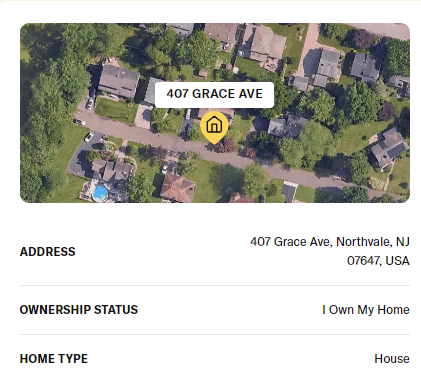 407 GRACE AVE
ADDRESS
407 Grace Ave, Northvale, NJ
07647, USA
OWNERSHIP STATUS
I Own My Home
HOME TYPE
House